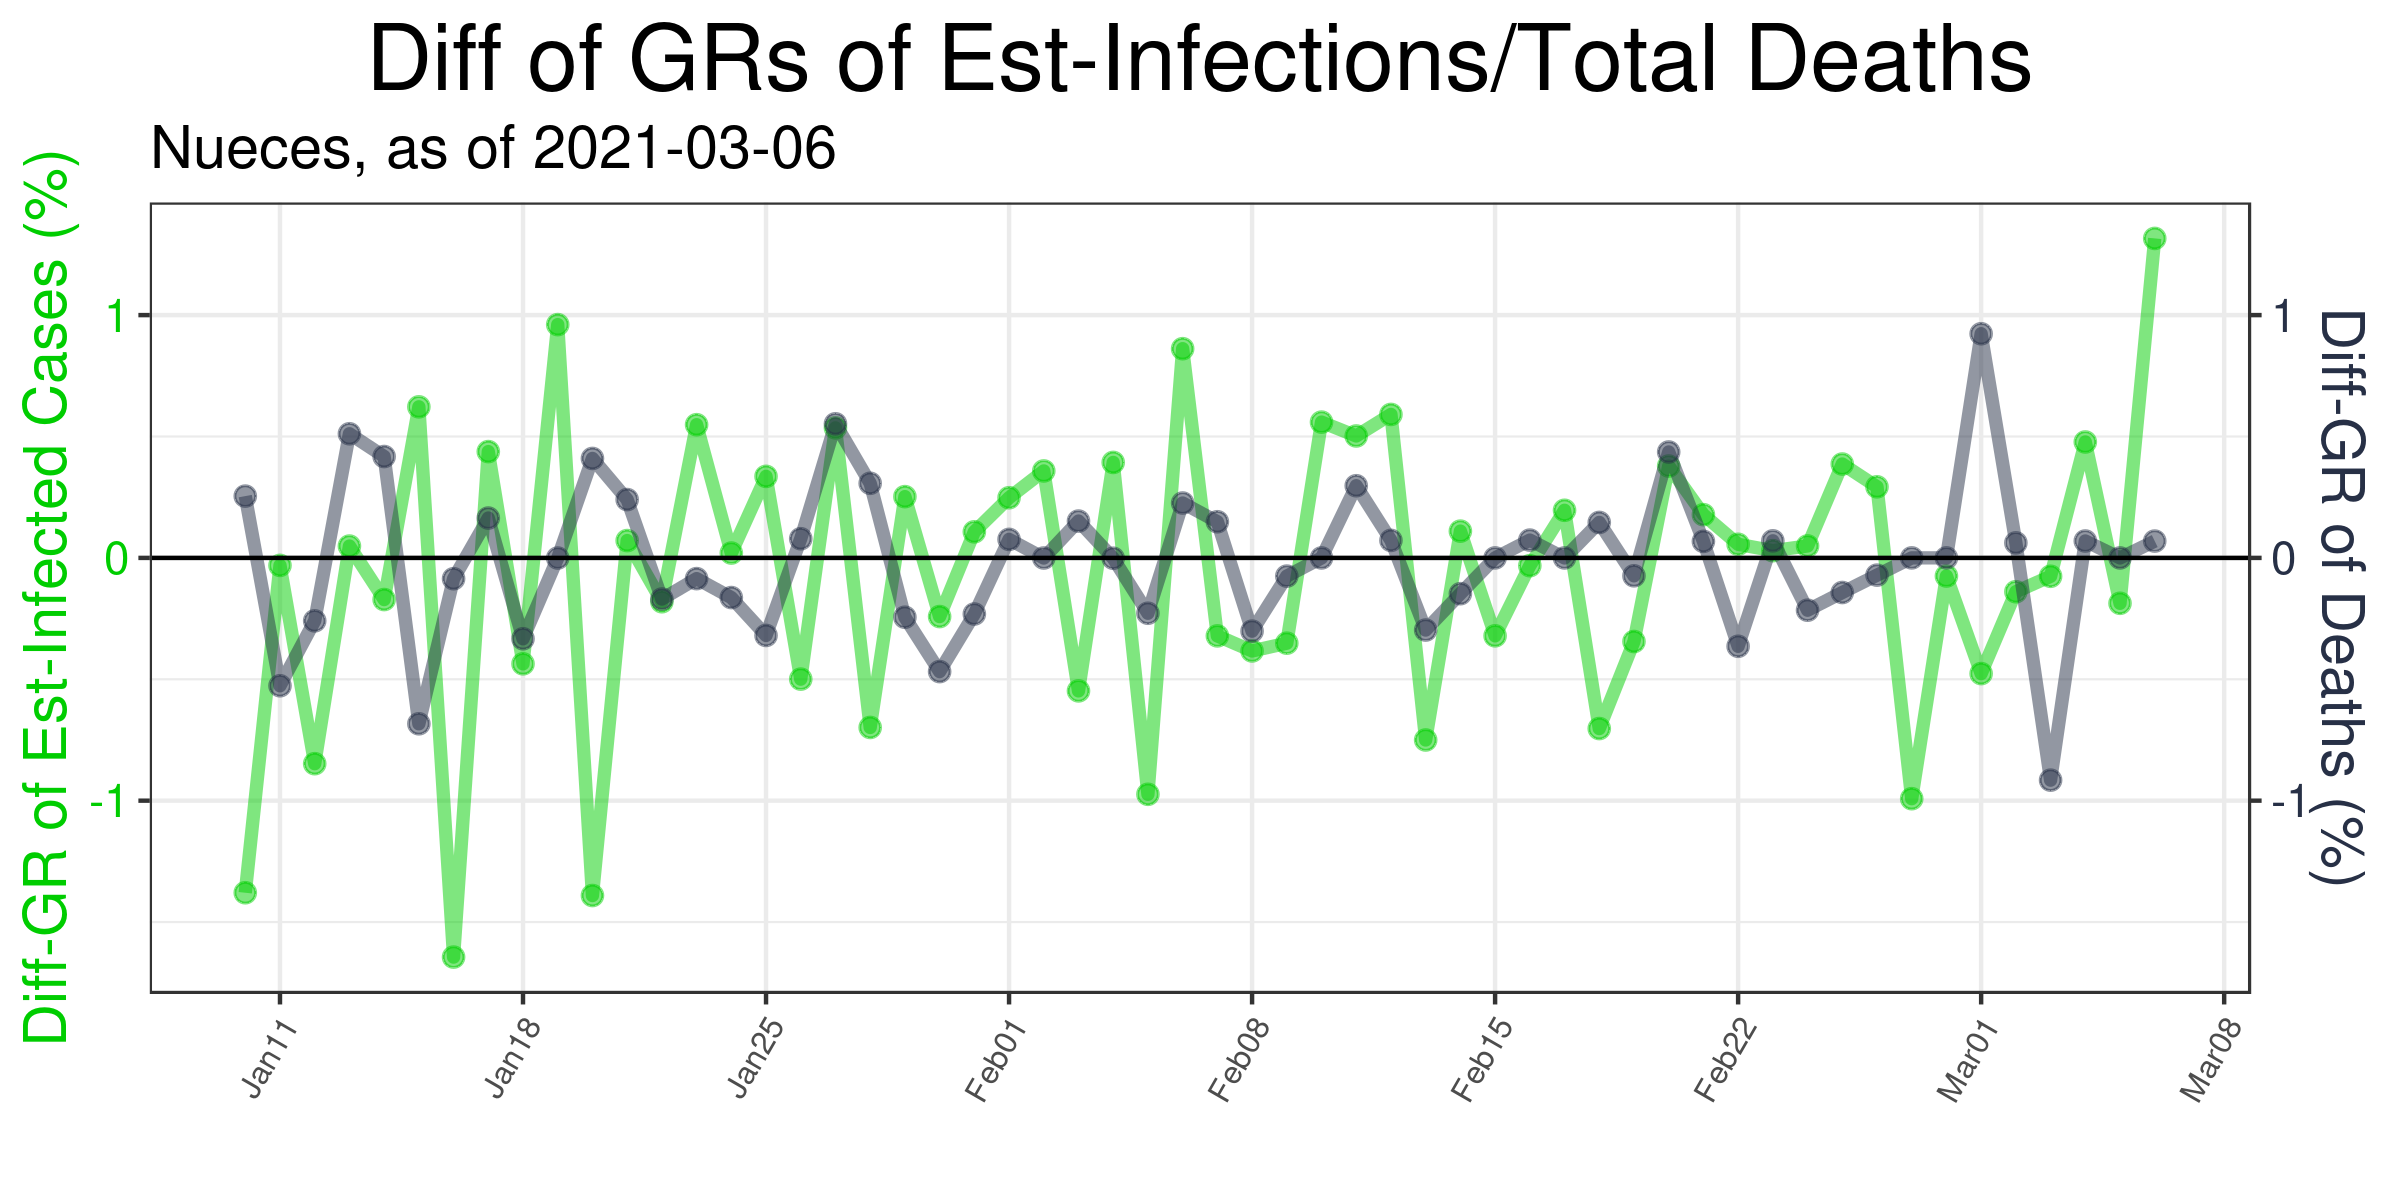 Diff of GRs of Est-Infections/Total Deaths
Nueces, as of 2021-03-06
Diff-GR of Est-Infected Cases (%)
1
0
-1
1
0
-1
Diff-GR of Deaths (%)
Jan11
Jan18
Jan25
Feb01
Feb08
Feb15
Feb22
Mar01
Mar08